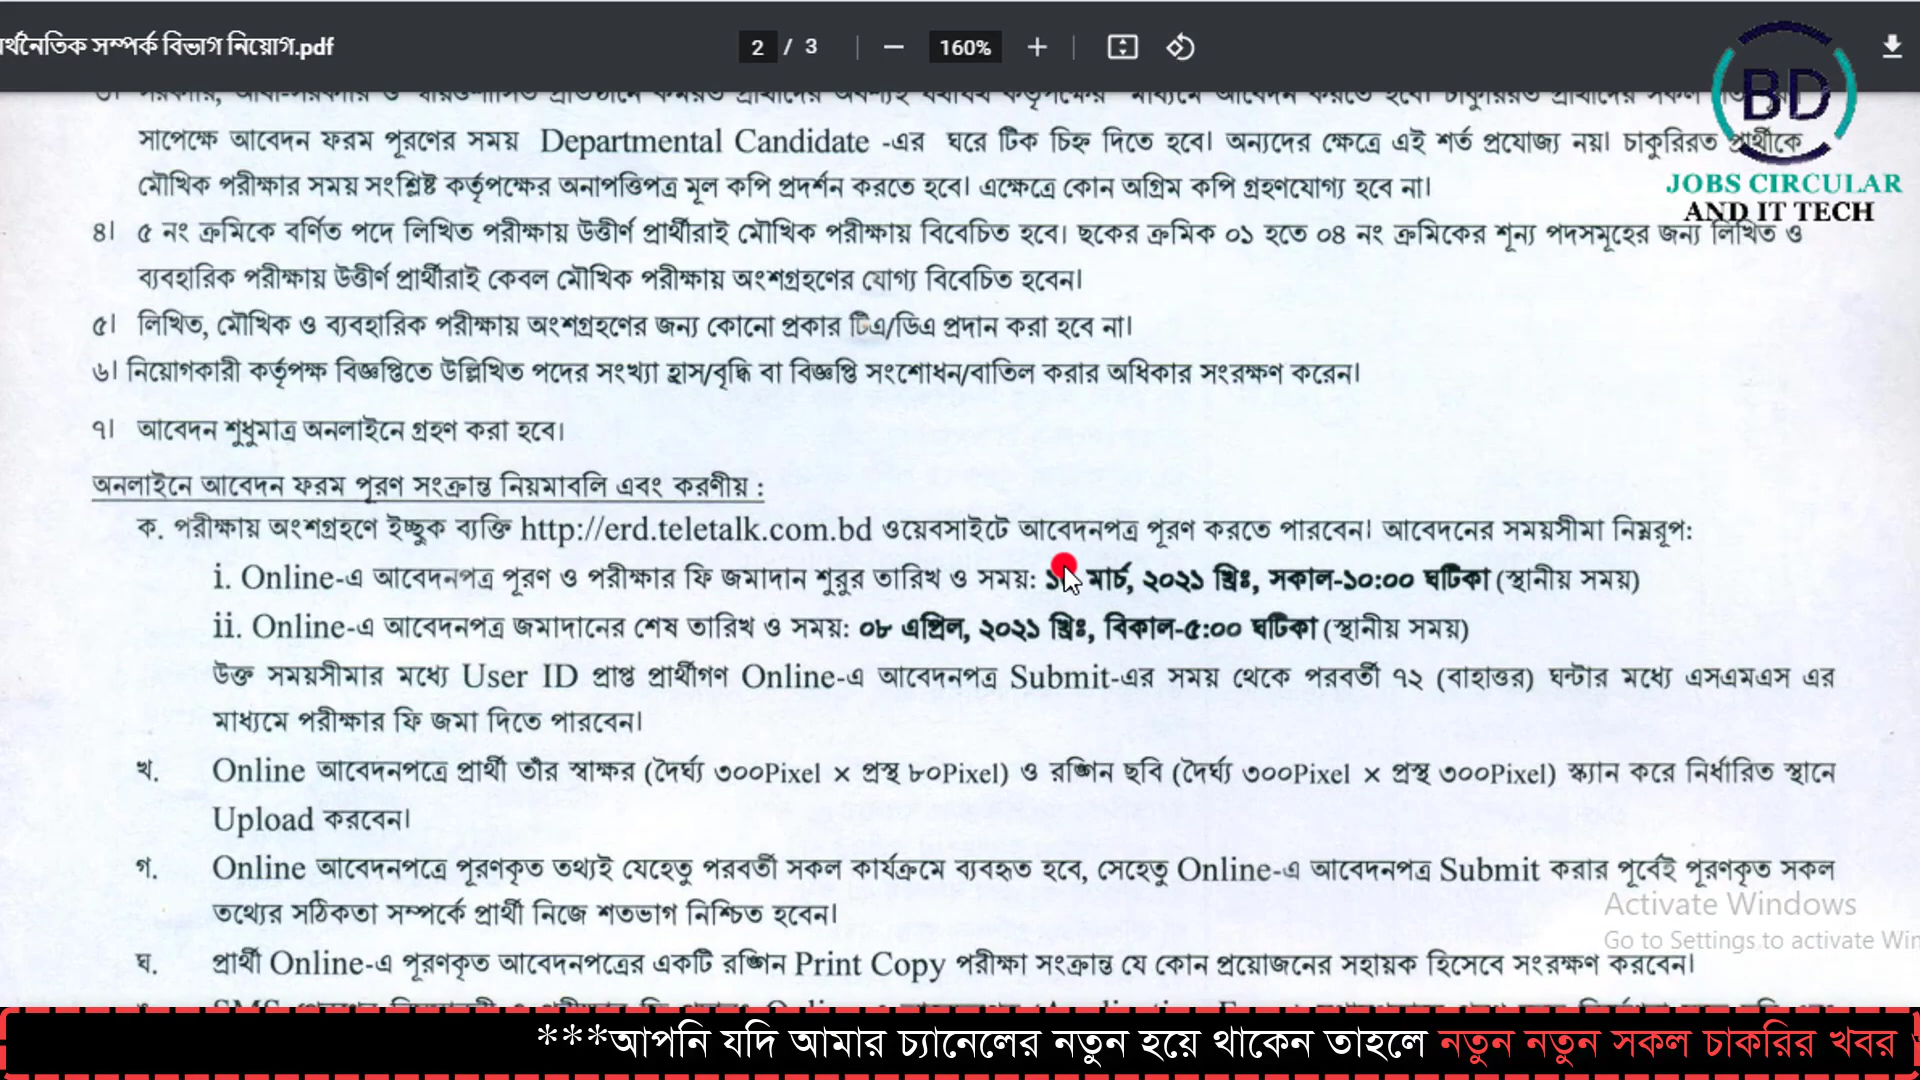 র্থনৈতিক সম্পর্ক বিভাগ নিয়োগ.pdf
2 / 3
160%
BD
JOBS CIRCULAR
AND IT TECH
সাপেক্ষে আবেদন ফরম পূরণের সময় Departmental Candidate -এর ঘরে টিক চিহ্ন দিতে হবে। অন্যদের ক্ষেত্রে এই শর্ত প্রযোজ্য নয়। চাকুরিরত প্রার্থীকে
মৌখিক পরীক্ষার সময় সংশ্লিষ্ট কর্তৃপক্ষের অনাপত্তিপত্র মূল কপি প্রদর্শন করতে হবে। এক্ষেত্রে কোন অগ্রিম কপি গ্রহণযোগ্য হবে না।
৪। ৫ নং ক্রমিকে বর্ণিত পদে লিখিত পরীক্ষায় উত্তীর্ণ প্রার্থীরাই মৌখিক পরীক্ষায় বিবেচিত হবে। ছকের ক্রমিক ০১ হতে ০৪ নং ক্রমিকের শূন্য পদসমূহের জন্য লিখিত ও
ব্যবহারিক পরীক্ষায় উত্তীর্ণ প্রার্থীরাই কেবল মৌখিক পরীক্ষায় অংশগ্রহণের যোগ্য বিবেচিত হবেন।
৫। লিখিত, মৌখিক ও ব্যবহারিক পরীক্ষায় অংশগ্রহণের জন্য কোনো প্রকার টিএ/ডিএ প্রদান করা হবে না।
৬। নিয়োগকারী কর্তৃপক্ষ বিজ্ঞপ্তিতে উল্লিখিত পদের সংখ্যা হ্রাস/বৃদ্ধি বা বিজ্ঞপ্তি সংশোধন/বাতিল করার অধিকার সংরক্ষণ করেন।
৭। আবেদন শুধুমাত্র অনলাইনে গ্রহণ করা হবে।
অনলাইনে আবেদন ফরম পূরণ সংক্রান্ত নিয়মাবলি এবং করণীয় :
ক. পরীক্ষায় অংশগ্রহণে ইচ্ছুক ব্যক্তি http://erd.teletalk.com.bd ওয়েবসাইটে আবেদনপত্র পূরণ করতে পারবেন। আবেদনের সময়সীমা নিম্নরূপ:
i. Online-এ আবেদনপত্র পূরণ ও পরীক্ষার ফি জমাদান শুরুর তারিখ ও সময়: মার্চ, ২০২১ খ্রিঃ, সকাল-১০:০০ ঘটিকা (স্থানীয় সময়)
ii. Online-এ আবেদনপত্র জমাদানের শেষ তারিখ ও সময়: ০৮ এপ্রিল, ২০২১ খ্রিঃ, বিকাল-৫:০০ ঘটিকা (স্থানীয় সময়)
উক্ত সময়সীমার মধ্যে User ID প্রাপ্ত প্রার্থীগণ Online-এ আবেদনপত্র Submit-এর সময় থেকে পরবর্তী ৭২ (বাহাত্তর) ঘন্টার মধ্যে এসএমএস এর
মাধ্যমে পরীক্ষার ফি জমা দিতে পারবেন।
খ. Online আবেদনপত্রে প্রার্থী তাঁর স্বাক্ষর (দৈর্ঘ্য ৩০০Pixel × প্রস্থ ৮০Pixel) ও রঙ্গিন ছবি (দৈর্ঘ্য ৩০০Pixel × প্রস্থ ৩০০Pixel) স্ক্যান করে নির্ধারিত স্থানে
Upload করবেন।
গ. Online আবেদনপত্রে পূরণকৃত তথ্যই যেহেতু পরবর্তী সকল কার্যক্রমে ব্যবহৃত হবে, সেহেতু Online-এ আবেদনপত্র Submit করার পূর্বেই পূরণকৃত সকল
তথ্যের সঠিকতা সম্পর্কে প্রার্থী নিজে শতভাগ নিশ্চিত হবেন।
ঘ. প্রার্থী Online-এ পূরণকৃত আবেদনপত্রের একটি রঙ্গিন Print Copy পরীক্ষা সংক্রান্ত যে কোন প্রয়োজনের সহায়ক হিসেবে সংরক্ষণ করবেন।
Activate Windows
Go to Settings to activate Win
***আপনি যদি আমার চ্যানেলের নতুন হয়ে থাকেন তাহলে নতুন নতুন সকল চাকরির খবর